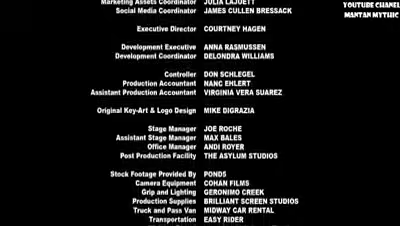 Marketing Assets Coordinator JULIA LAJUETT
Social Media Coordinator JAMES CULLEN BRESSACK
YOUTUBE CHANEL
MANTAN MYTHIC
Executive Director COURTNEY HAGEN
Development Executive ANNA RASMUSSEN
Development Coordinator DELONDRA WILLIAMS
Controller DON SCHLEGEL
Production Accountant NANC EHLERT
Assistant Production Accountant VIRGINIA VERA SUAREZ
Original Key-Art & Logo Design MIKE DIGRAZIA
Stage Manager JOE ROCHE
Assistant Stage Manager MAX BALES
Office Manager ANDI ROYER
Post Production Facility THE ASYLUM STUDIOS
Stock Footage Provided By POND5
Camera Equipment COHAN FILMS
Grip and Lighting GERONIMO CREEK
Production Supplies BRILLIANT SCREEN STUDIOS
Truck and Pass Van MIDWAY CAR RENTAL
Transportation EASY RIDER